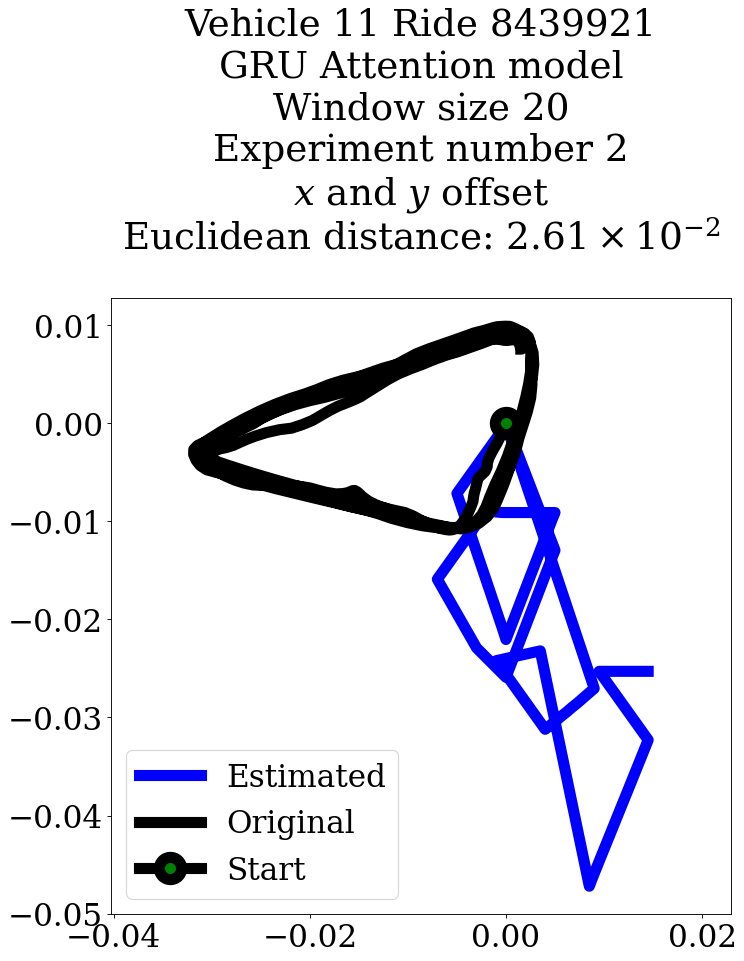 Vehicle 11 Ride 8439921
GRU Attention model
Window size 20
Experiment number 2
x and y offset
Euclidean distance: 2.61 × 10⁻²
0.01
0.00
−0.01
−0.02
−0.03
−0.04
−0.05
Estimated
Original
Start
−0.04 −0.02 0.00 0.02